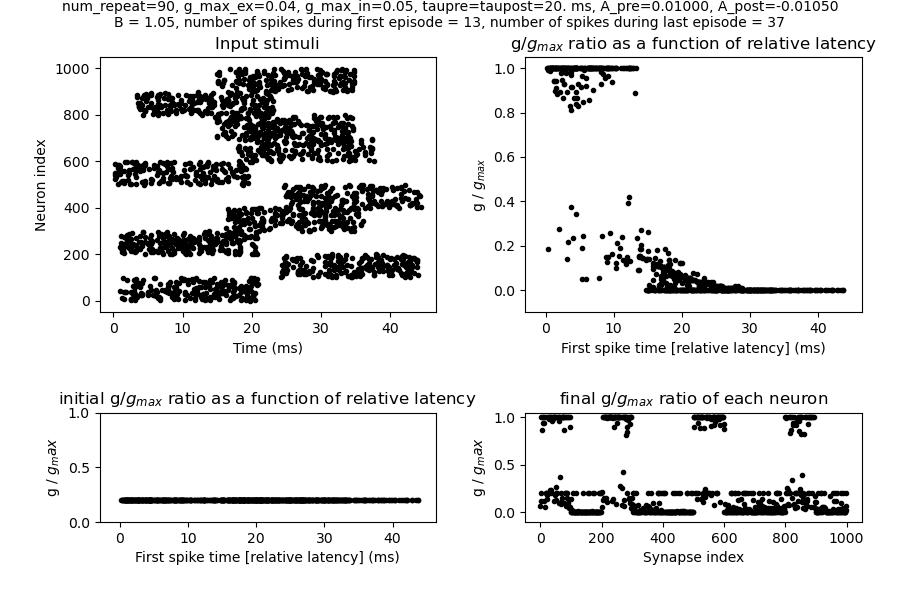 num_repeat=90, g_max_ex=0.04, g_max_in=0.05, taupre=taupost=20. ms, A_pre=0.01000, A_post=-0.01050
B = 1.05, number of spikes during first episode = 13, number of spikes during last episode = 37
Input stimuli
1000
800
600
400
200
0
Neuron index
0 10 20 30 40
Time (ms)
g/g_max ratio as a function of relative latency
1.0
0.8
0.6
0.4
0.2
0.0
g / g_max
0 10 20 30 40
First spike time [relative latency] (ms)
initial g/g_max ratio as a function of relative latency
1.0
0.5
0.0
g / g_max
0 10 20 30 40
First spike time [relative latency] (ms)
final g/g_max ratio of each neuron
1.0
0.5
0.0
g / g_max
0 200 400 600 800 1000
Synapse index